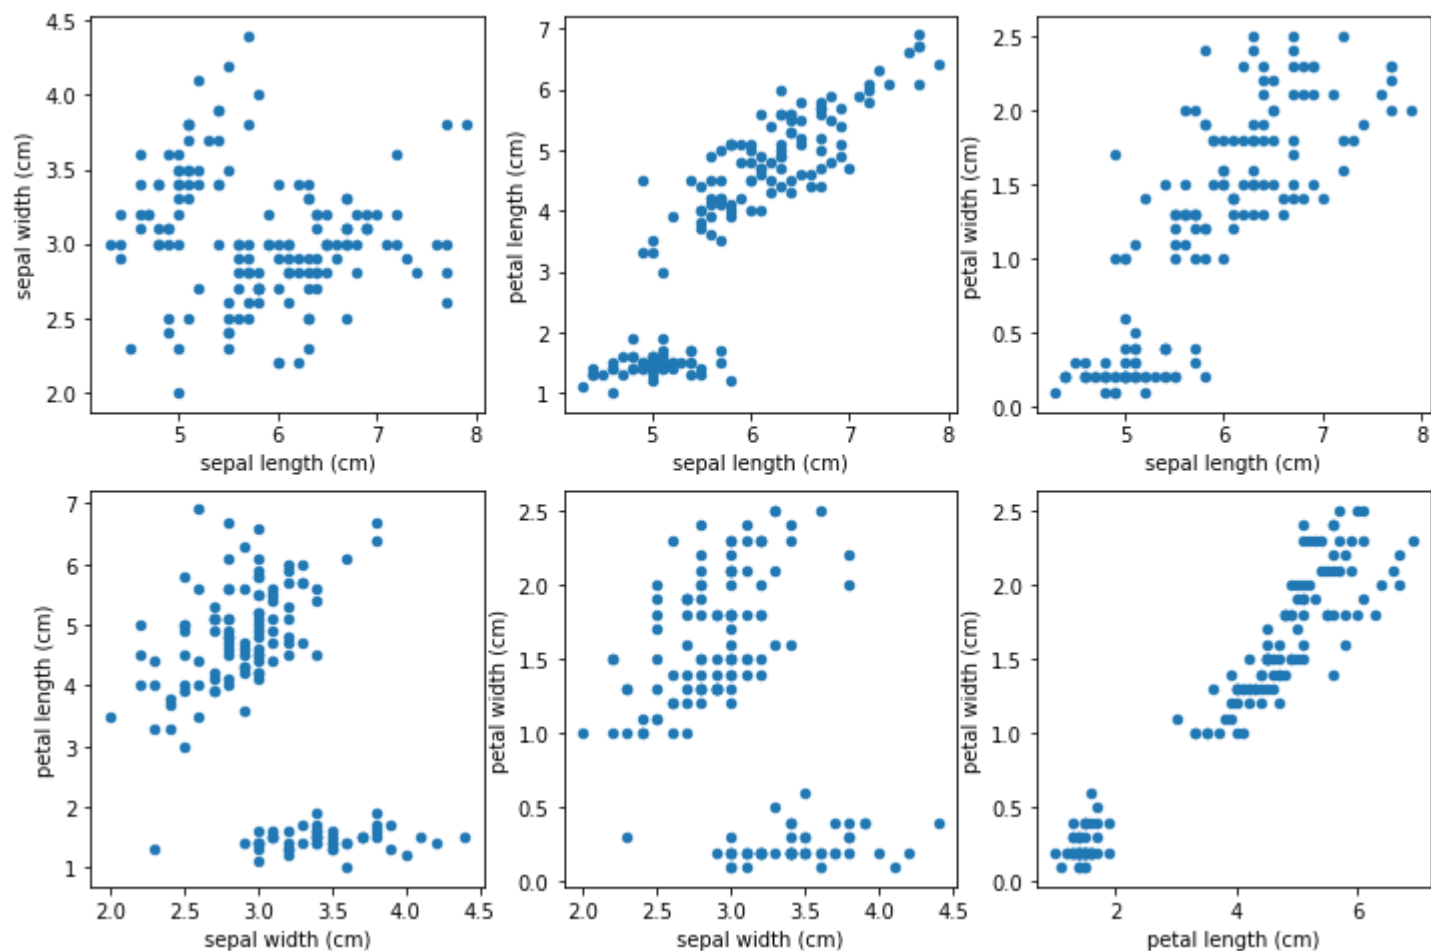 4.5
4.0
3.5
3.0
2.5
2.0
sepal width (cm)
5 6 7 8
sepal length (cm)
7
6
5
4
3
2
1
petal length (cm)
5 6 7 8
sepal length (cm)
2.5
2.0
1.5
1.0
0.5
0.0
petal width (cm)
5 6 7 8
sepal length (cm)
7
6
5
4
3
2
1
petal length (cm)
2.0 2.5 3.0 3.5 4.0 4.5
sepal width (cm)
2.5
2.0
1.5
1.0
0.5
0.0
petal width (cm)
2.0 2.5 3.0 3.5 4.0 4.5
sepal width (cm)
2.5
2.0
1.5
1.0
0.5
0.0
petal width (cm)
2 4 6
petal length (cm)